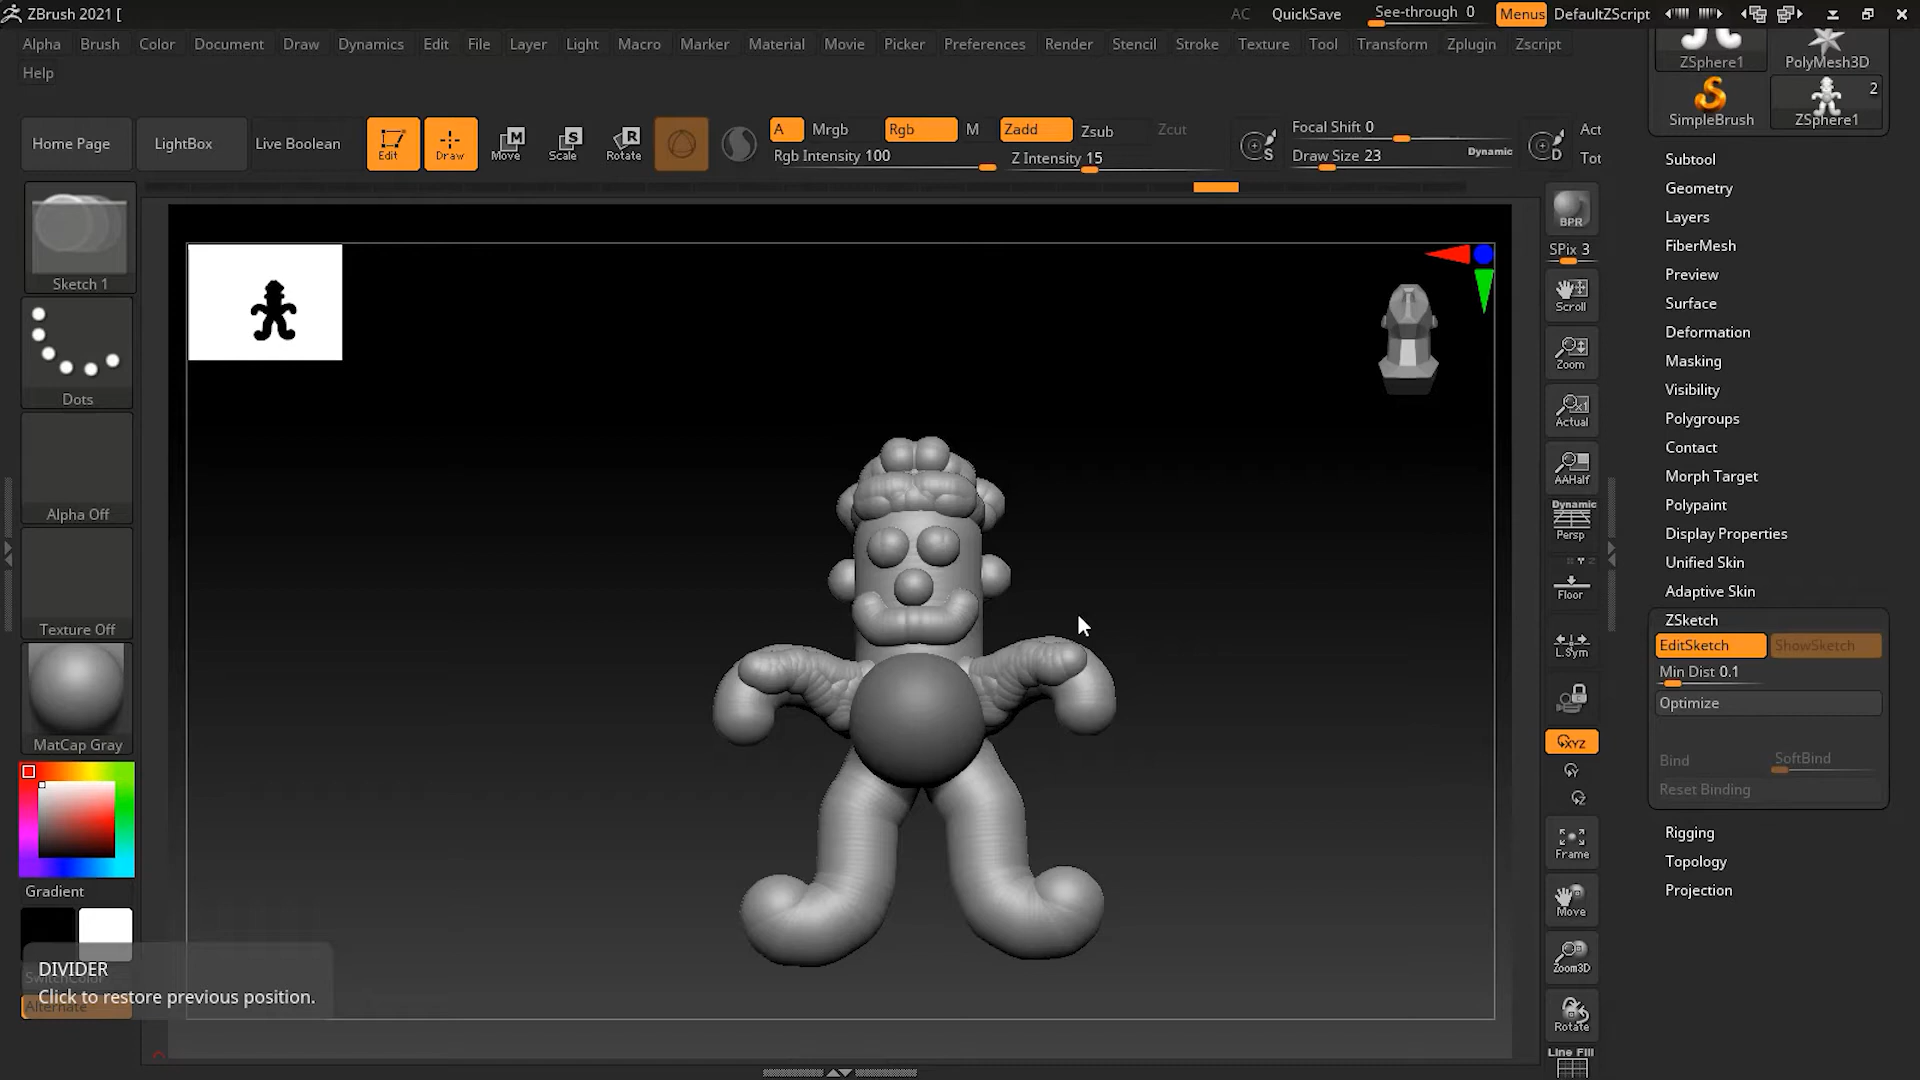 ZBrush 2021 [
AC
QuickSave
See-through 0
Menus
DefaultZScript
Alpha Brush Color Document Draw Dynamics Edit File Layer Light Macro Marker Material Movie Picker Preferences Render Stencil Stroke Texture Tool Transform Zplugin Zscript
Help
Home Page
LightBox
Live Boolean
Edit
Draw
Move
Scale
Rotate
A
Mrgb
Rgb
M
Zadd
Zsub
Zcut
Rgb Intensity 100
Z Intensity 15
Focal Shift 0
Draw Size 23
Dynamic
Act
Tot
Sketch 1
Dots
Alpha Off
Texture Off
MatCap Gray
Gradient
SwitchColor
Alternate
DIVIDER
Click to restore previous position.
BPR
SPix 3
Scroll
Zoom
Actual
AAHalf
Dynamic
Persp
Floor
L.Sym
XYZ
Frame
Move
Zoom3D
Rotate
Line Fill
ZSphere1
PolyMesh3D
SimpleBrush
2
ZSphere1
Subtool
Geometry
Layers
FiberMesh
Preview
Surface
Deformation
Masking
Visibility
Polygroups
Contact
Morph Target
Polypaint
Display Properties
Unified Skin
Adaptive Skin
ZSketch
EditSketch
ShowSketch
Min Dist 0.1
Optimize
Bind
SoftBind
Reset Binding
Rigging
Topology
Projection